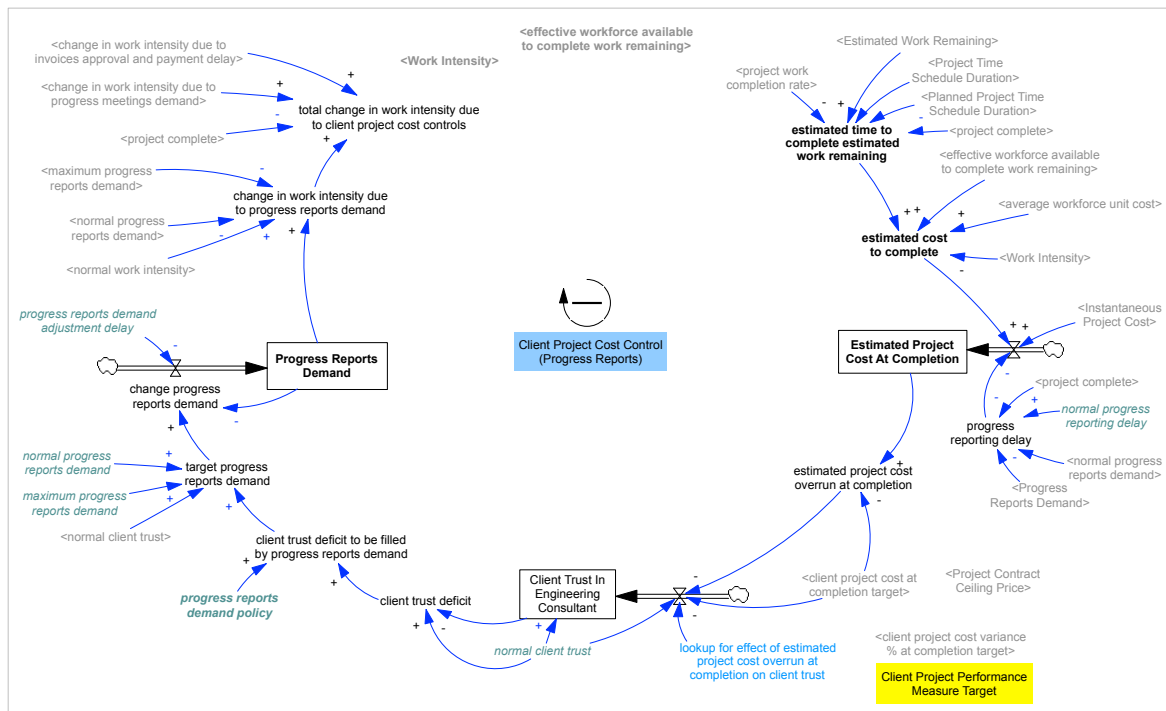 <change in work intensity due to
invoices approval and payment delay>
<effective workforce available
to complete work remaining>
<Work Intensity>
<change in work intensity due to
progress meetings demand>
total change in work intensity due
to client project cost controls
<project complete>
<maximum progress
reports demand>
change in work intensity due
to progress reports demand
<normal progress
reports demand>
<normal work intensity>
<Estimated Work Remaining>
<Project Time
Schedule Duration>
<project work
completion rate>
<Planned Project Time
Schedule Duration>
estimated time to
complete estimated
work remaining
<project complete>
<effective workforce available
to complete work remaining>
<average workforce unit cost>
estimated cost
to complete
<Work Intensity>
<Instantaneous
Project Cost>
progress reports demand
adjustment delay
Client Project Cost Control
(Progress Reports)
Progress Reports
Demand
Estimated Project
Cost At Completion
change progress
reports demand
<project complete>
normal progress
reporting delay
progress
reporting delay
<normal progress
reports demand>
<Progress
Reports Demand>
normal progress
reports demand
target progress
reports demand
maximum progress
reports demand
<normal client trust>
estimated project cost
overrun at completion
client trust deficit to be filled
by progress reports demand
progress reports
demand policy
client trust deficit
Client Trust In
Engineering
Consultant
<client project cost at
completion target>
<Project Contract
Ceiling Price>
normal client trust
lookup for effect of estimated
project cost overrun at
completion on client trust
<client project cost variance
% at completion target>
Client Project Performance
Measure Target